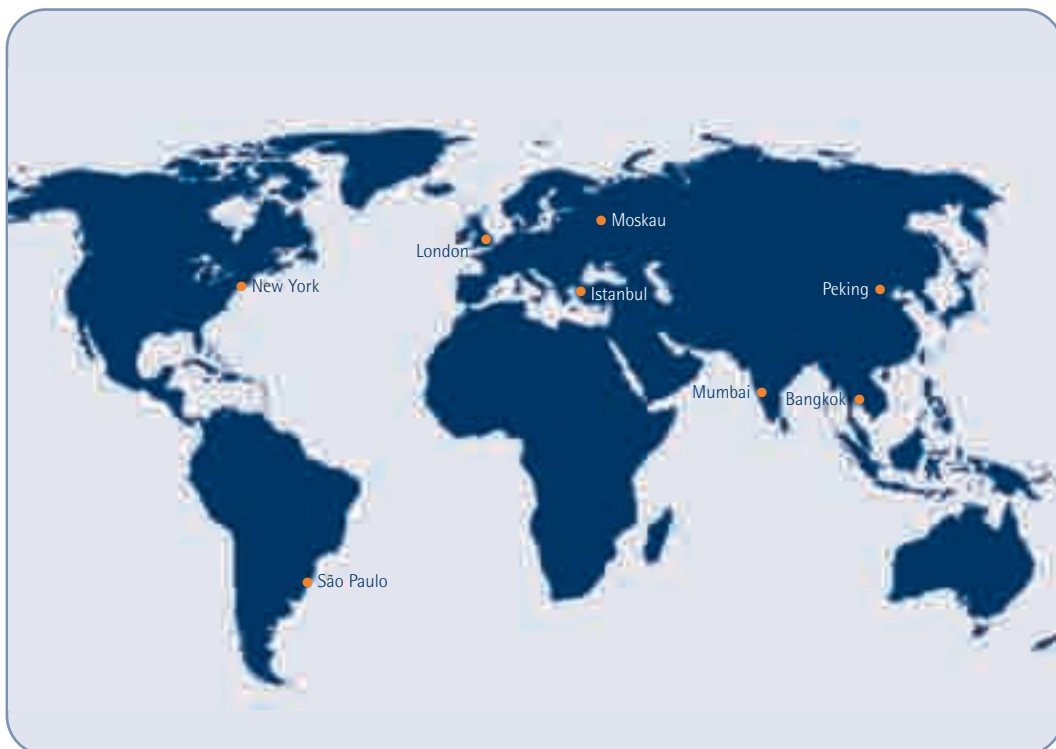 Moskau
London
New York
Istanbul
Peking
Mumbai
Bangkok
São Paulo